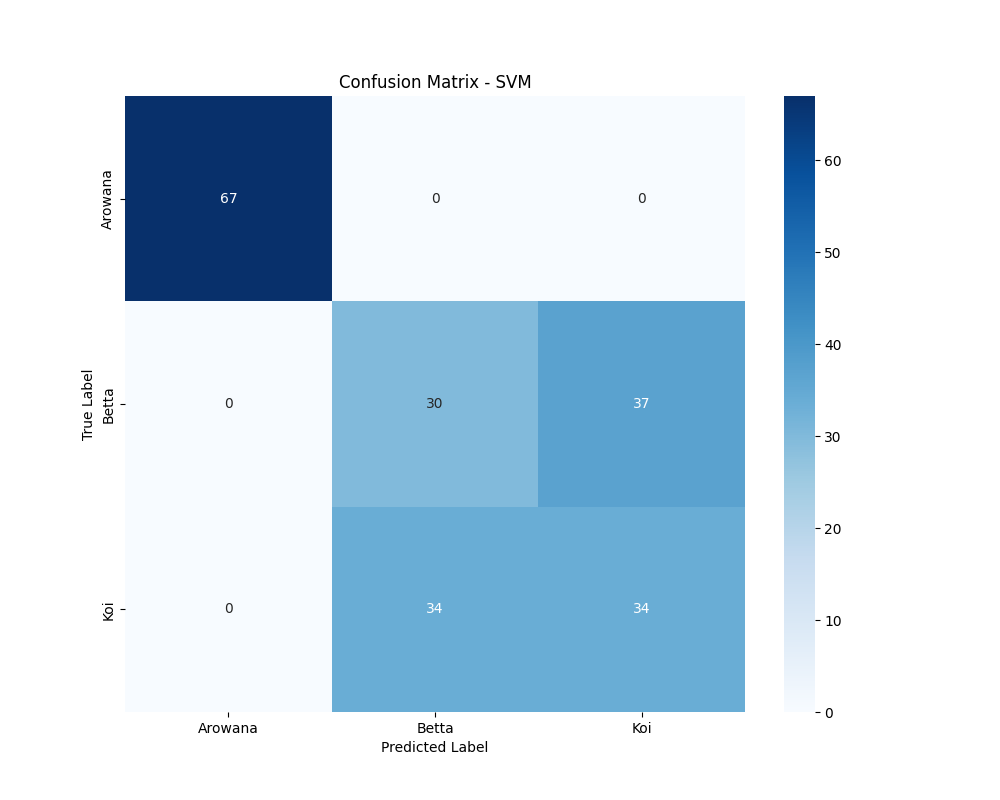 Confusion Matrix - SVM
Arowana
67
0
0
60
50
40
30
20
10
0
True Label
Betta
0
30
37
Koi
0
34
34
Arowana
Betta
Koi
Predicted Label